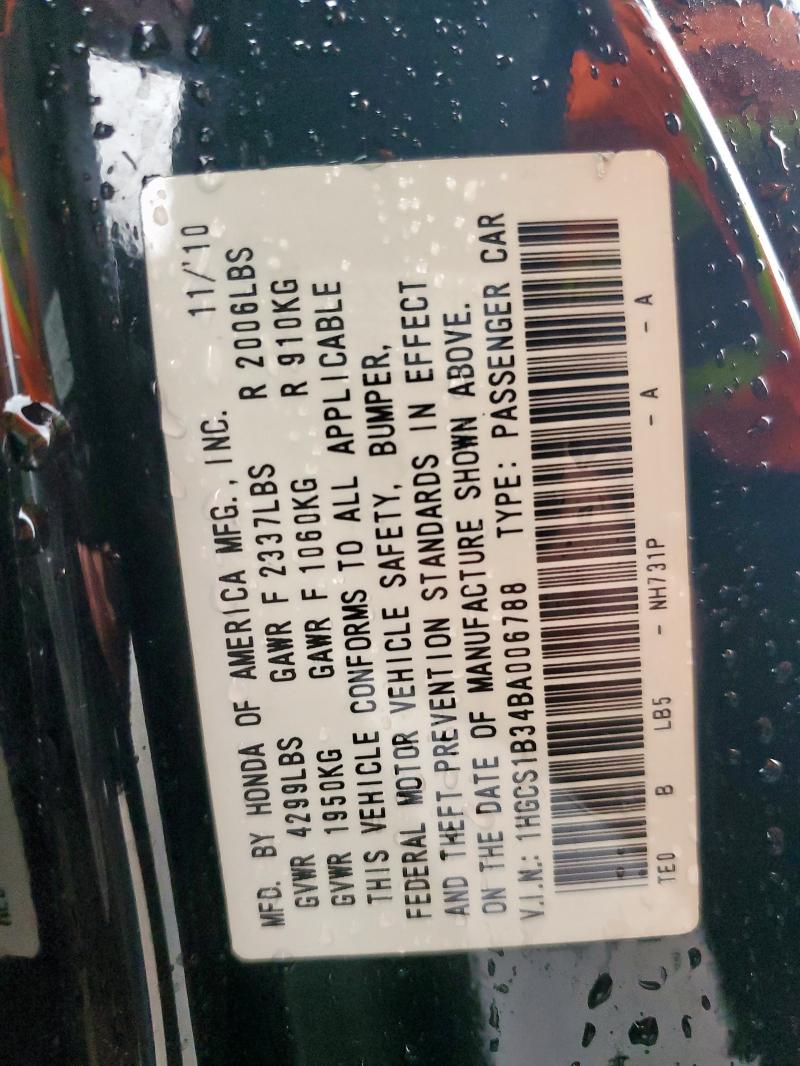 MFD. BY HONDA OF AMERICA MFG., INC. 11/'10
GVWR 4299LBS GAWR F 2337LBS R 2006LBS
GVWR 1950KG GAWR F 1060KG R 910KG
THIS VEHICLE CONFORMS TO ALL APPLICABLE
FEDERAL MOTOR VEHICLE SAFETY, BUMPER,
AND THEFT PREVENTION STANDARDS IN EFFECT
ON THE DATE OF MANUFACTURE SHOWN ABOVE.
V.I.N.: 1HGCS1B34BA006788 TYPE: PASSENGER CAR
TE0 B LB5 - NH731P - A - A